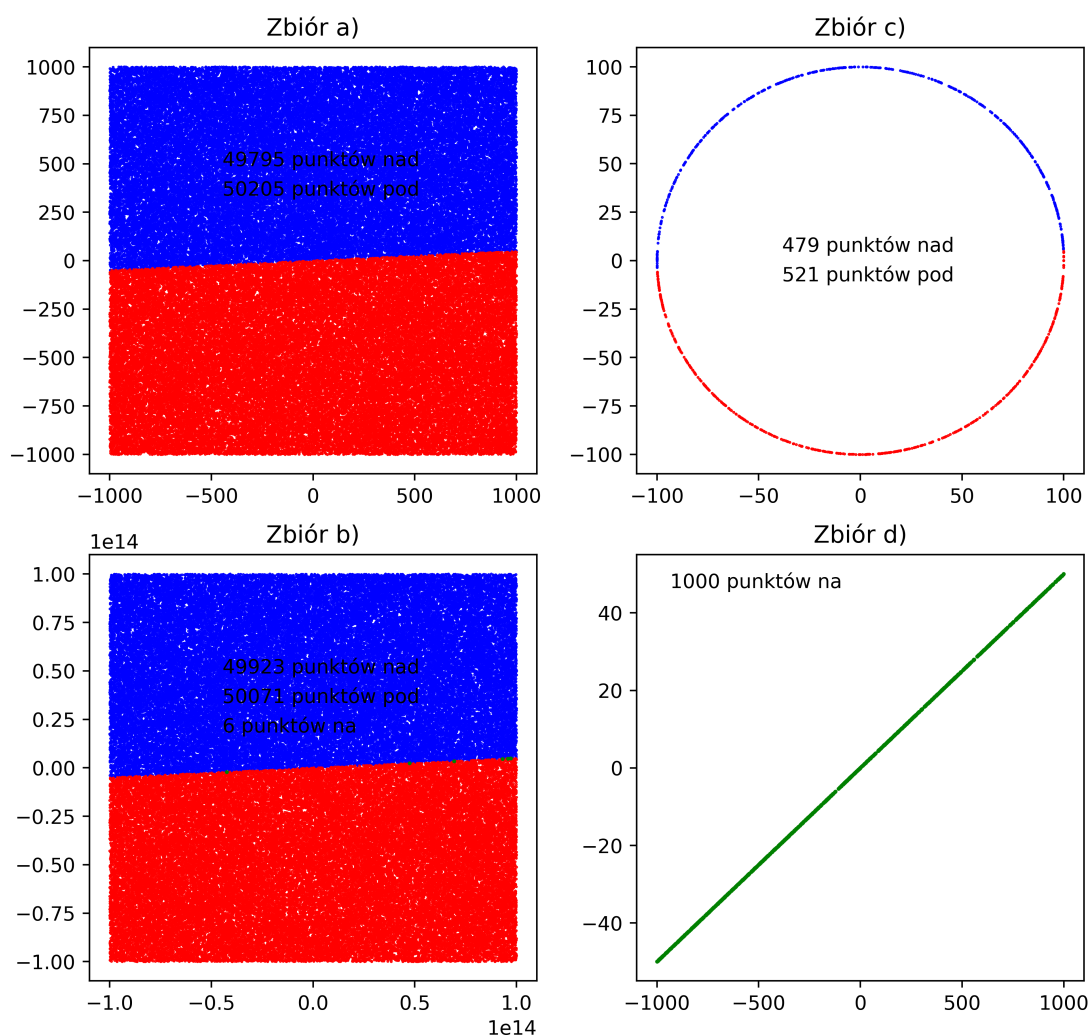 Zbiór a)
1000
750
500
250
0
−250
−500
−750
−1000
49795 punktów nad
50205 punktów pod
−1000 −500 0 500 1000
Zbiór c)
100
75
50
25
0
−25
−50
−75
−100
479 punktów nad
521 punktów pod
−100 −50 0 50 100
Zbiór b)
1e14
1.00
0.75
0.50
0.25
0.00
−0.25
−0.50
−0.75
−1.00
49923 punktów nad
50071 punktów pod
6 punktów na
−1.0 −0.5 0.0 0.5 1.0
1e14
Zbiór d)
1000 punktów na
40
20
0
−20
−40
−1000 −500 0 500 1000